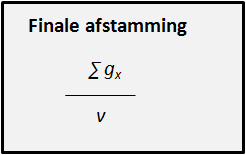 Finale afstamming
∑ gₓ
v